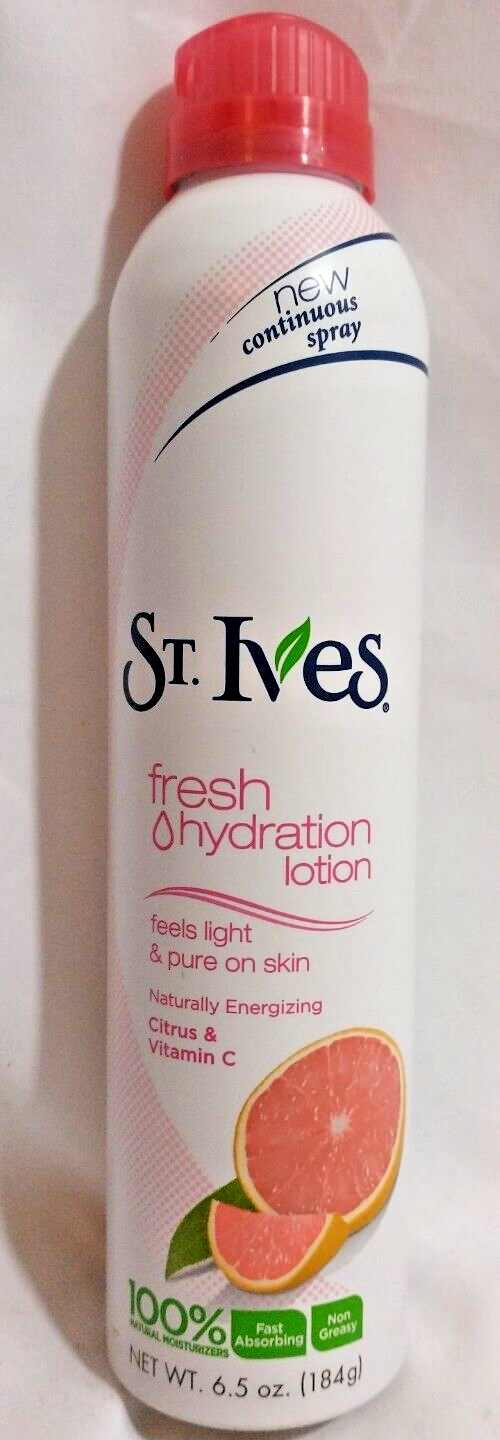 new
continuous
spray
St. Ives®
fresh
hydration
lotion
feels light
& pure on skin
Naturally Energizing
Citrus &
Vitamin C
100%
NATURAL MOISTURIZERS
Fast
Absorbing
Non
Greasy
NET WT. 6.5 oz. (184g)